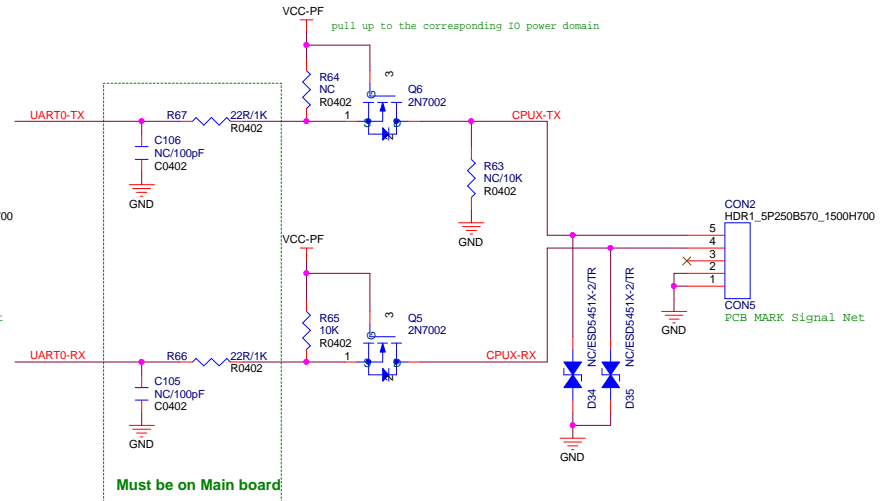 VCC-PF
pull up to the corresponding IO power domain
R64
NC
R0402
3
G
Q6
2N7002
UART0-TX
R67
22R/1K
R0402
1
S
D
2
CPUX-TX
C106
NC/100pF
C0402
GND
R63
NC/10K
R0402
GND
CON2
HDR1_5P250B570_1500H700
5
4
3
2
1
CON5
PCB MARK Signal Net
GND
VCC-PF
R65
10K
R0402
3
G
Q5
2N7002
UART0-RX
R66
22R/1K
R0402
1
S
D
2
CPUX-RX
C105
NC/100pF
C0402
GND
NC/ESD5451X-2/TR
D34
NC/ESD5451X-2/TR
D35
GND
Must be on Main board